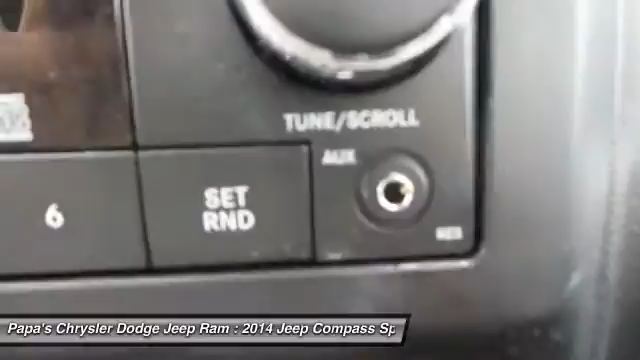 TUNE/SCROLL
AUX
6
SET
RND
Papa's Chrysler Dodge Jeep Ram : 2014 Jeep Compass Sp